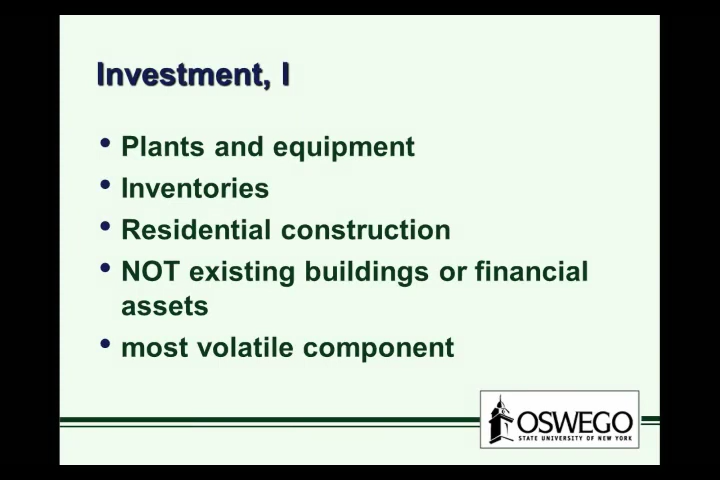 Investment, I
• Plants and equipment
• Inventories
• Residential construction
• NOT existing buildings or financial
assets
• most volatile component
OSWEGO
STATE UNIVERSITY OF NEW YORK